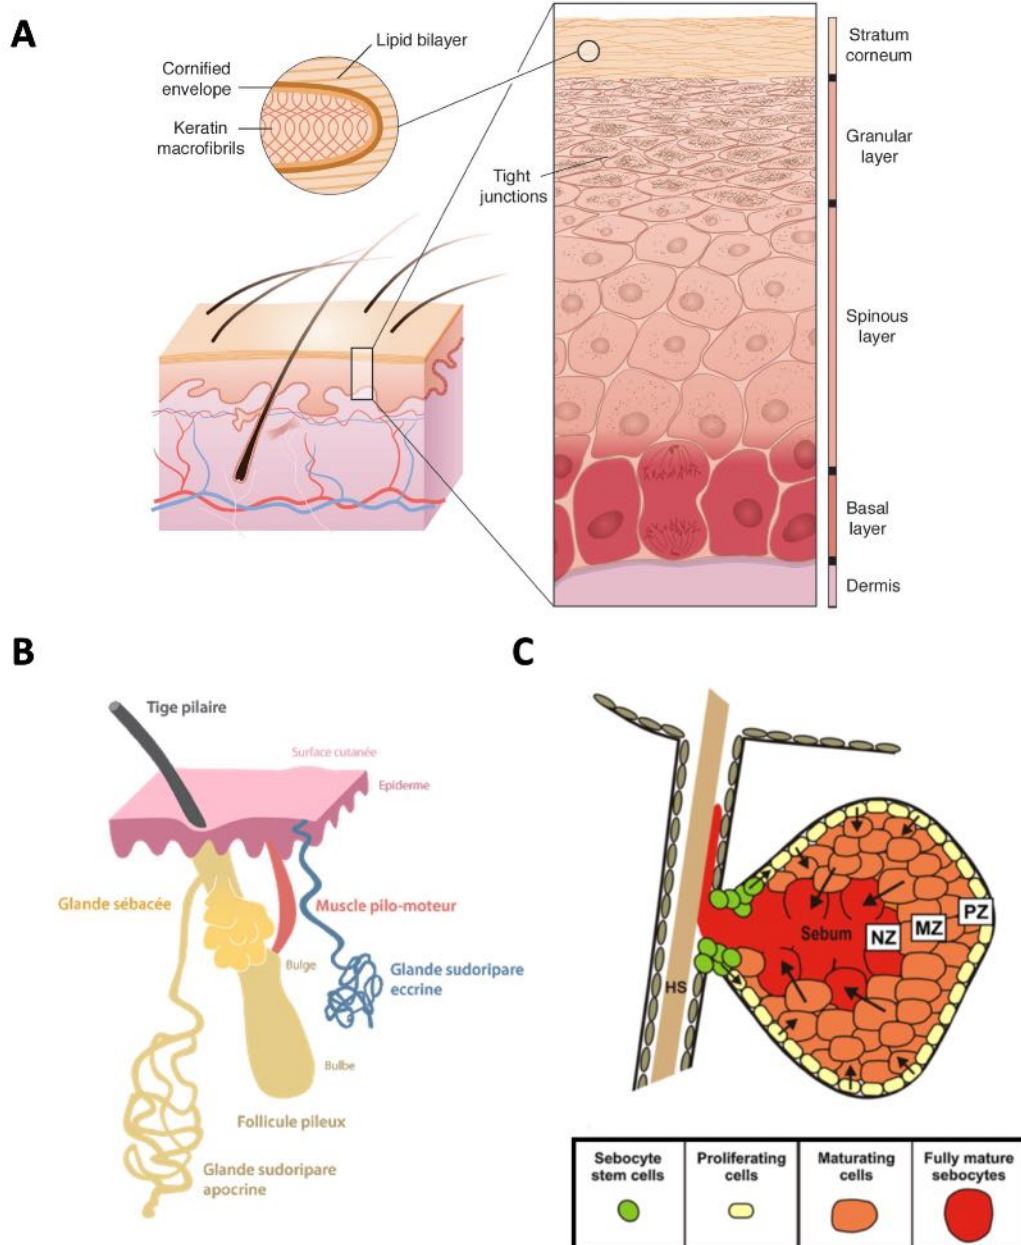 A
Lipid bilayer
Cornified
envelope
Keratin
macrofibrils
Tight
junctions
Stratum
corneum
Granular
layer
Spinous
layer
Basal
layer
Dermis
B
Tige pilaire
Surface cutanée
Epiderme
Glande sébacée
Muscle pilo-moteur
Bulge
Glande sudoripare
eccrine
Bulbe
Follicule pileux
Glande sudoripare
apocrine
C
Sebum
NZ
MZ
PZ
HS
Sebocyte
stem cells
Proliferating
cells
Maturating
cells
Fully mature
sebocytes